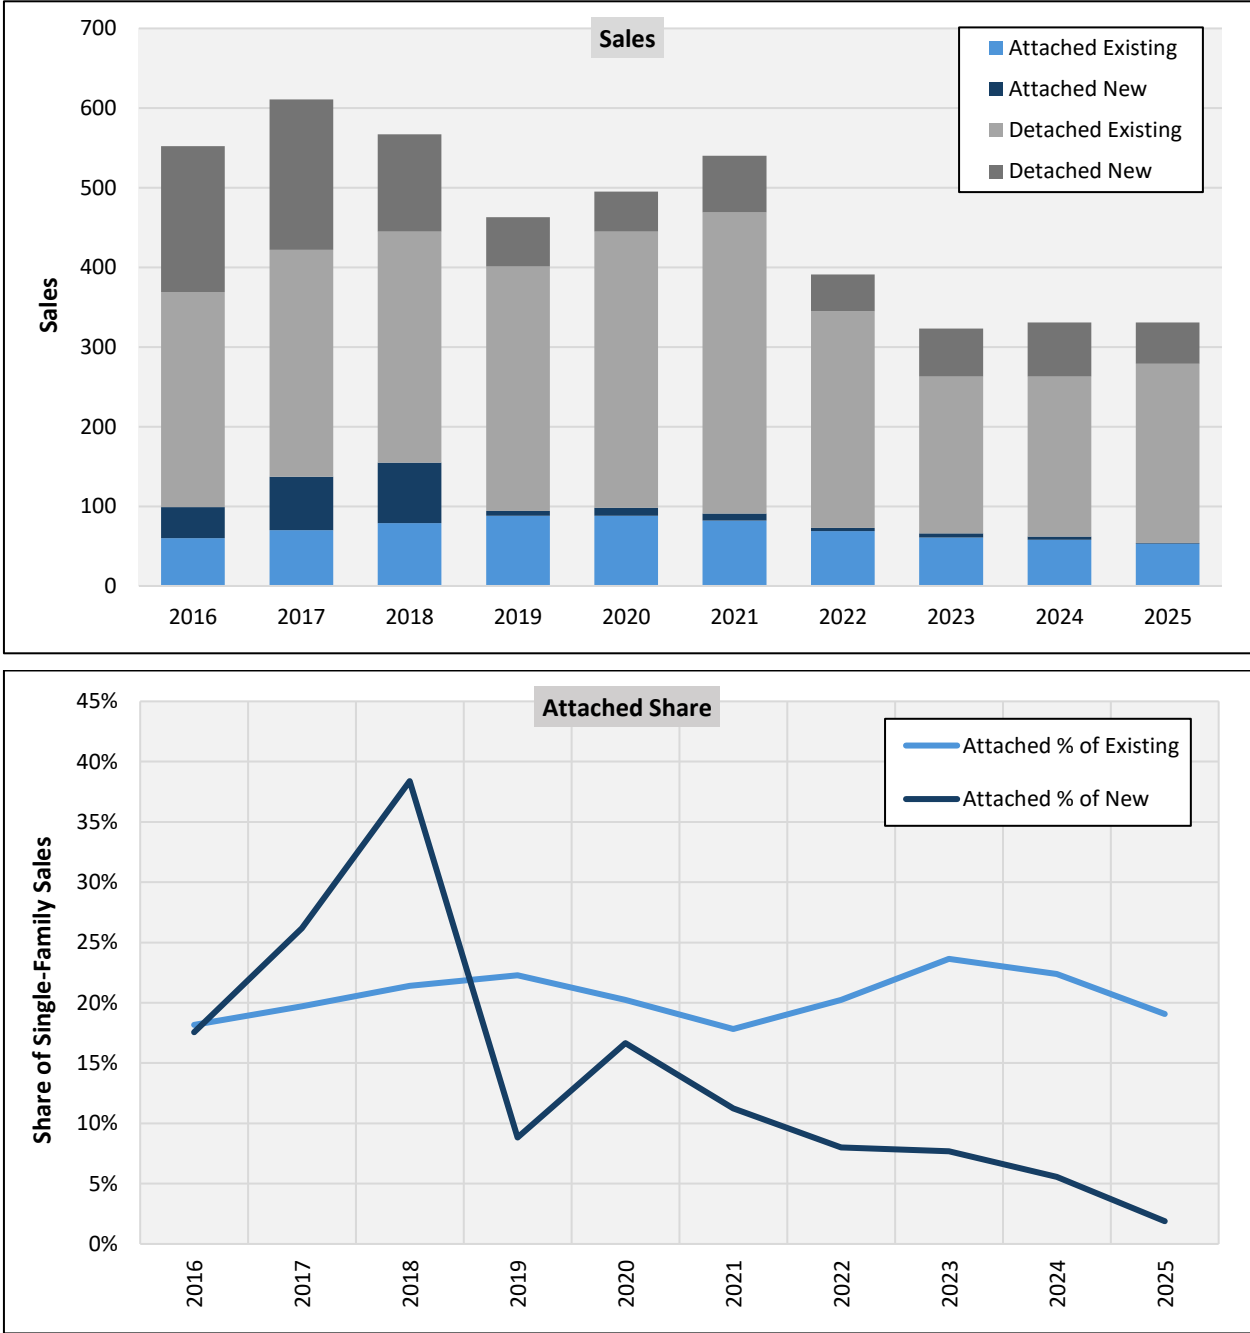 Sales
Attached Existing
Attached New
Detached Existing
Detached New
Sales
700
600
500
400
300
200
100
0
2016 2017 2018 2019 2020 2021 2022 2023 2024 2025
Attached Share
Attached % of Existing
Attached % of New
Share of Single-Family Sales
45%
40%
35%
30%
25%
20%
15%
10%
5%
0%
2016 2017 2018 2019 2020 2021 2022 2023 2024 2025